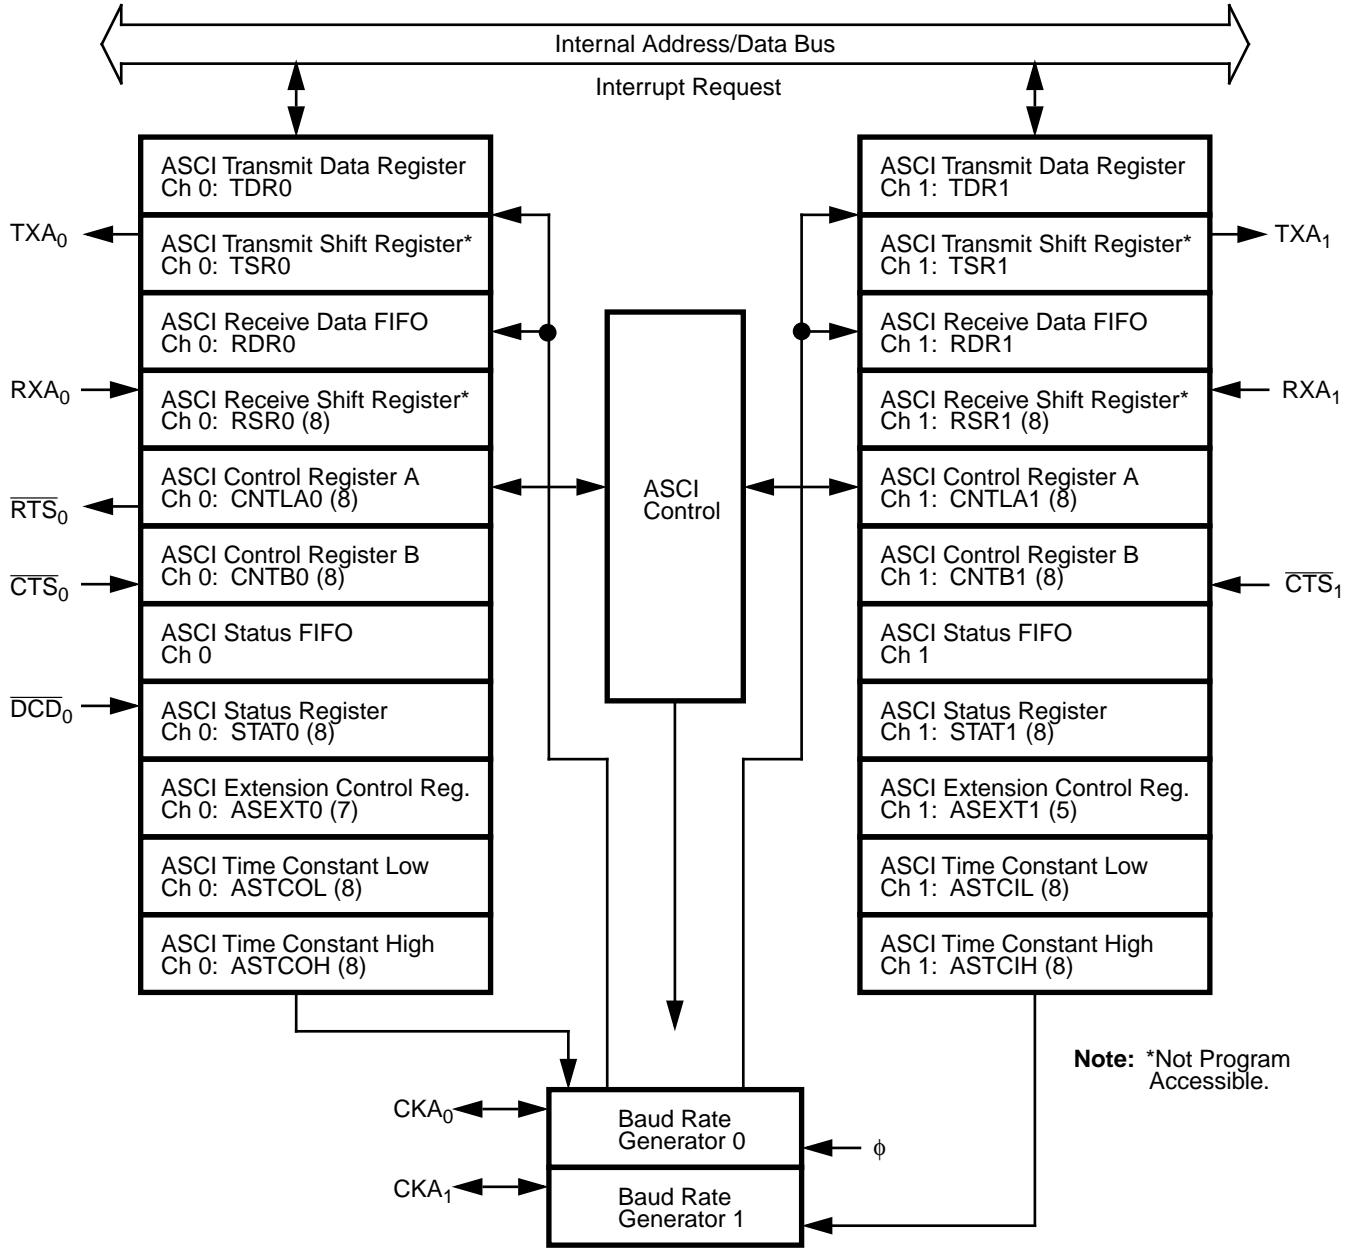 Internal Address/Data Bus
Interrupt Request
ASCI Transmit Data Register
Ch 0: TDR0
ASCI Transmit Shift Register*
Ch 0: TSR0
ASCI Receive Data FIFO
Ch 0: RDR0
ASCI Receive Shift Register*
Ch 0: RSR0 (8)
ASCI Control Register A
Ch 0: CNTLA0 (8)
ASCI Control Register B
Ch 0: CNTB0 (8)
ASCI Status FIFO
Ch 0
ASCI Status Register
Ch 0: STAT0 (8)
ASCI Extension Control Reg.
Ch 0: ASEXT0 (7)
ASCI Time Constant Low
Ch 0: ASTCOL (8)
ASCI Time Constant High
Ch 0: ASTCOH (8)
TXA0
RXA0
RTS0
CTS0
DCD0
ASCI
Control
ASCI Transmit Data Register
Ch 1: TDR1
ASCI Transmit Shift Register*
Ch 1: TSR1
ASCI Receive Data FIFO
Ch 1: RDR1
ASCI Receive Shift Register*
Ch 1: RSR1 (8)
ASCI Control Register A
Ch 1: CNTLA1 (8)
ASCI Control Register B
Ch 1: CNTB1 (8)
ASCI Status FIFO
Ch 1
ASCI Status Register
Ch 1: STAT1 (8)
ASCI Extension Control Reg.
Ch 1: ASEXT1 (5)
ASCI Time Constant Low
Ch 1: ASTCIL (8)
ASCI Time Constant High
Ch 1: ASTCIH (8)
TXA1
RXA1
CTS1
Note: *Not Program
Accessible.
CKA0
Baud Rate
Generator 0
ϕ
CKA1
Baud Rate
Generator 1